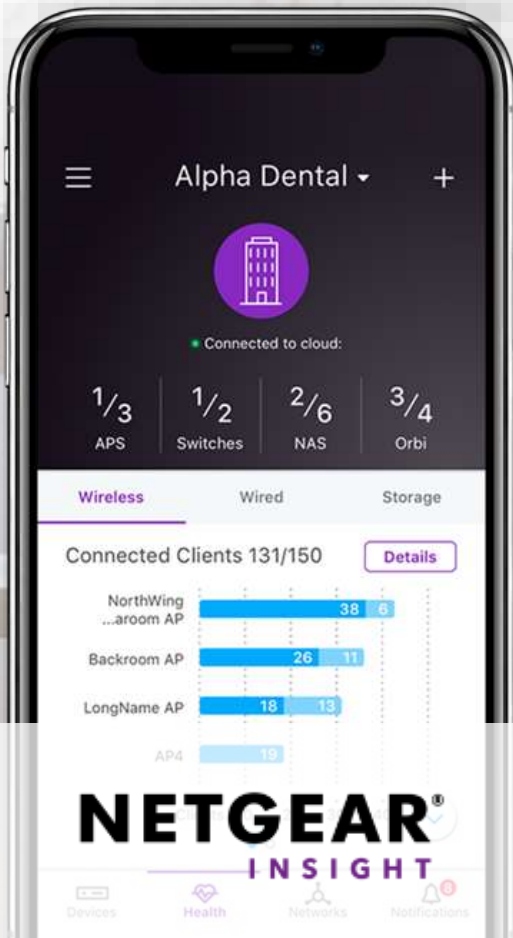 Alpha Dental
Connected to cloud:
1/3 1/2 2/6 3/4
APS Switches NAS Orbi
Wireless Wired Storage
Connected Clients 131/150 Details
NorthWing
...aroom AP 38 6
Backroom AP 26 11
LongName AP 18 13
AP4 19
NETGEAR®
INSIGHT
Devices Health Networks Notifications 8